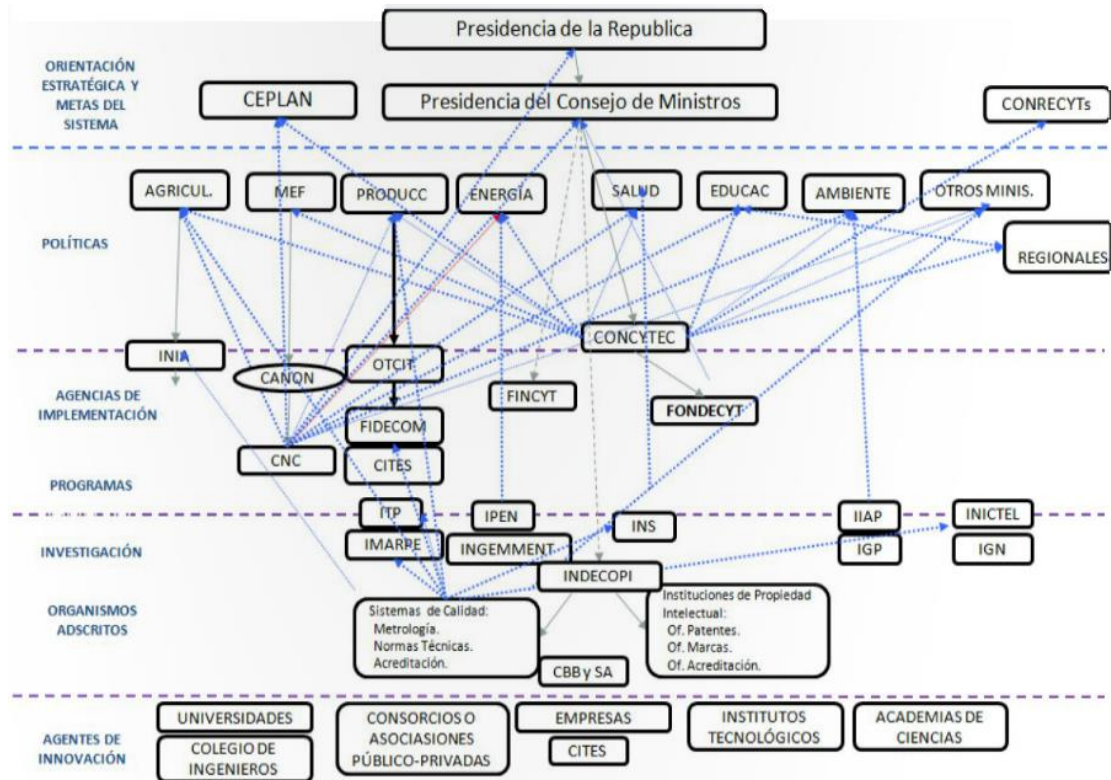 Presidencia de la Republica
ORIENTACIÓN
ESTRATÉGICA Y
METAS DEL
SISTEMA
CEPLAN
Presidencia del Consejo de Ministros
CONRECYTs
AGRICUL.
MEF
PRODUCC
ENERGÍA
SALUD
EDUCAC
AMBIENTE
OTROS MINIS.
POLÍTICAS
REGIONALES
CONCYTEC
INIA
OTCIT
CANON
AGENCIAS DE
IMPLEMENTACIÓN
FINCYT
FONDECYT
FIDECOM
CNC
CITES
PROGRAMAS
ITP
IPEN
INS
IIAP
INICTEL
INVESTIGACIÓN
IMARPE
INGEMMENT
IGP
IGN
INDECOPI
ORGANISMOS
ADSCRITOS
Sistemas de Calidad:
Metrología.
Normas Técnicas.
Acreditación.
Instituciones de Propiedad
Intelectual:
Of. Patentes.
Of. Marcas.
Of. Acreditación.
CBB y SA
AGENTES DE
INNOVACIÓN
UNIVERSIDADES
COLEGIO DE
INGENIEROS
CONSORCIOS O
ASOCIASIONES
PÚBLICO-PRIVADAS
EMPRESAS
CITES
INSTITUTOS
TECNOLÓGICOS
ACADEMIAS DE
CIENCIAS